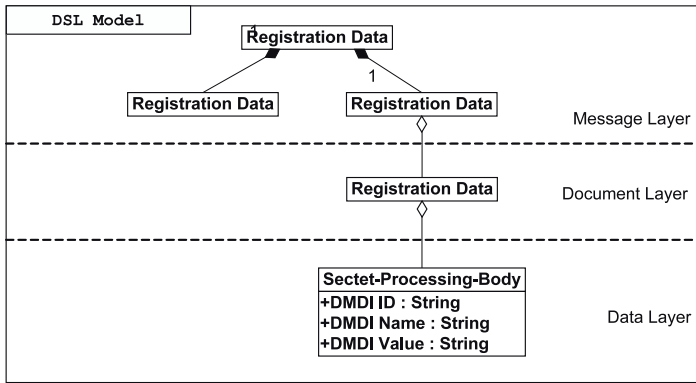 DSL Model
1
Registration Data
1
Registration Data
Registration Data
Message Layer
Registration Data
Document Layer
Sectet-Processing-Body
+DMDI ID : String
+DMDI Name : String
+DMDI Value : String
Data Layer